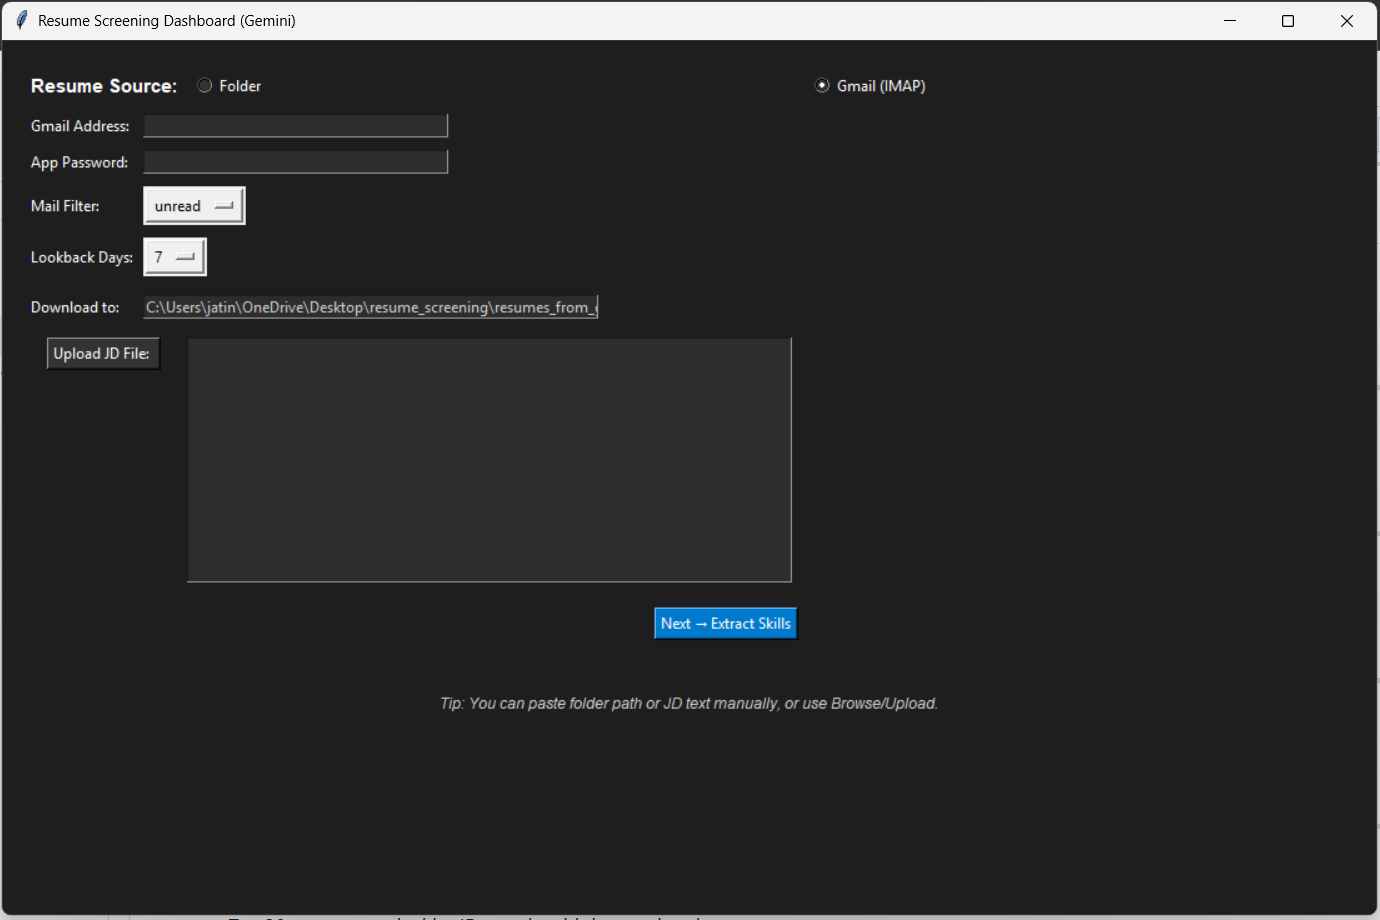 Resume Screening Dashboard (Gemini)
Resume Source: Folder Gmail (IMAP)
Gmail Address:
App Password:
Mail Filter: unread
Lookback Days: 7
Download to: C:\Users\jatin\OneDrive\Desktop\resume_screening\resumes_from_
Upload JD File:
Next → Extract Skills
Tip: You can paste folder path or JD text manually, or use Browse/Upload.